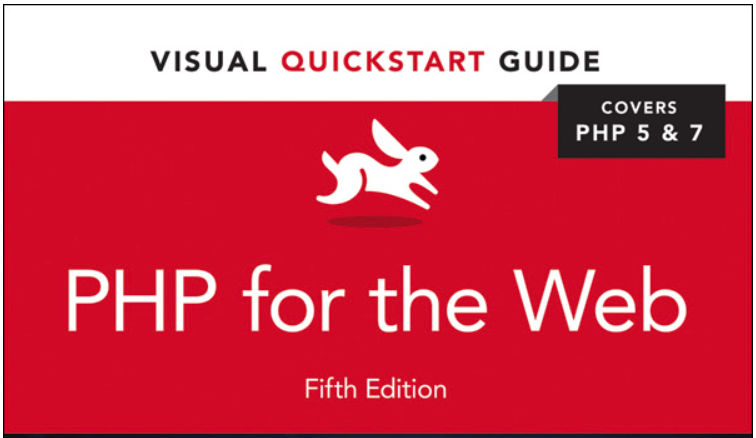 VISUAL QUICKSTART GUIDE
COVERS
PHP 5 & 7
PHP for the Web
Fifth Edition